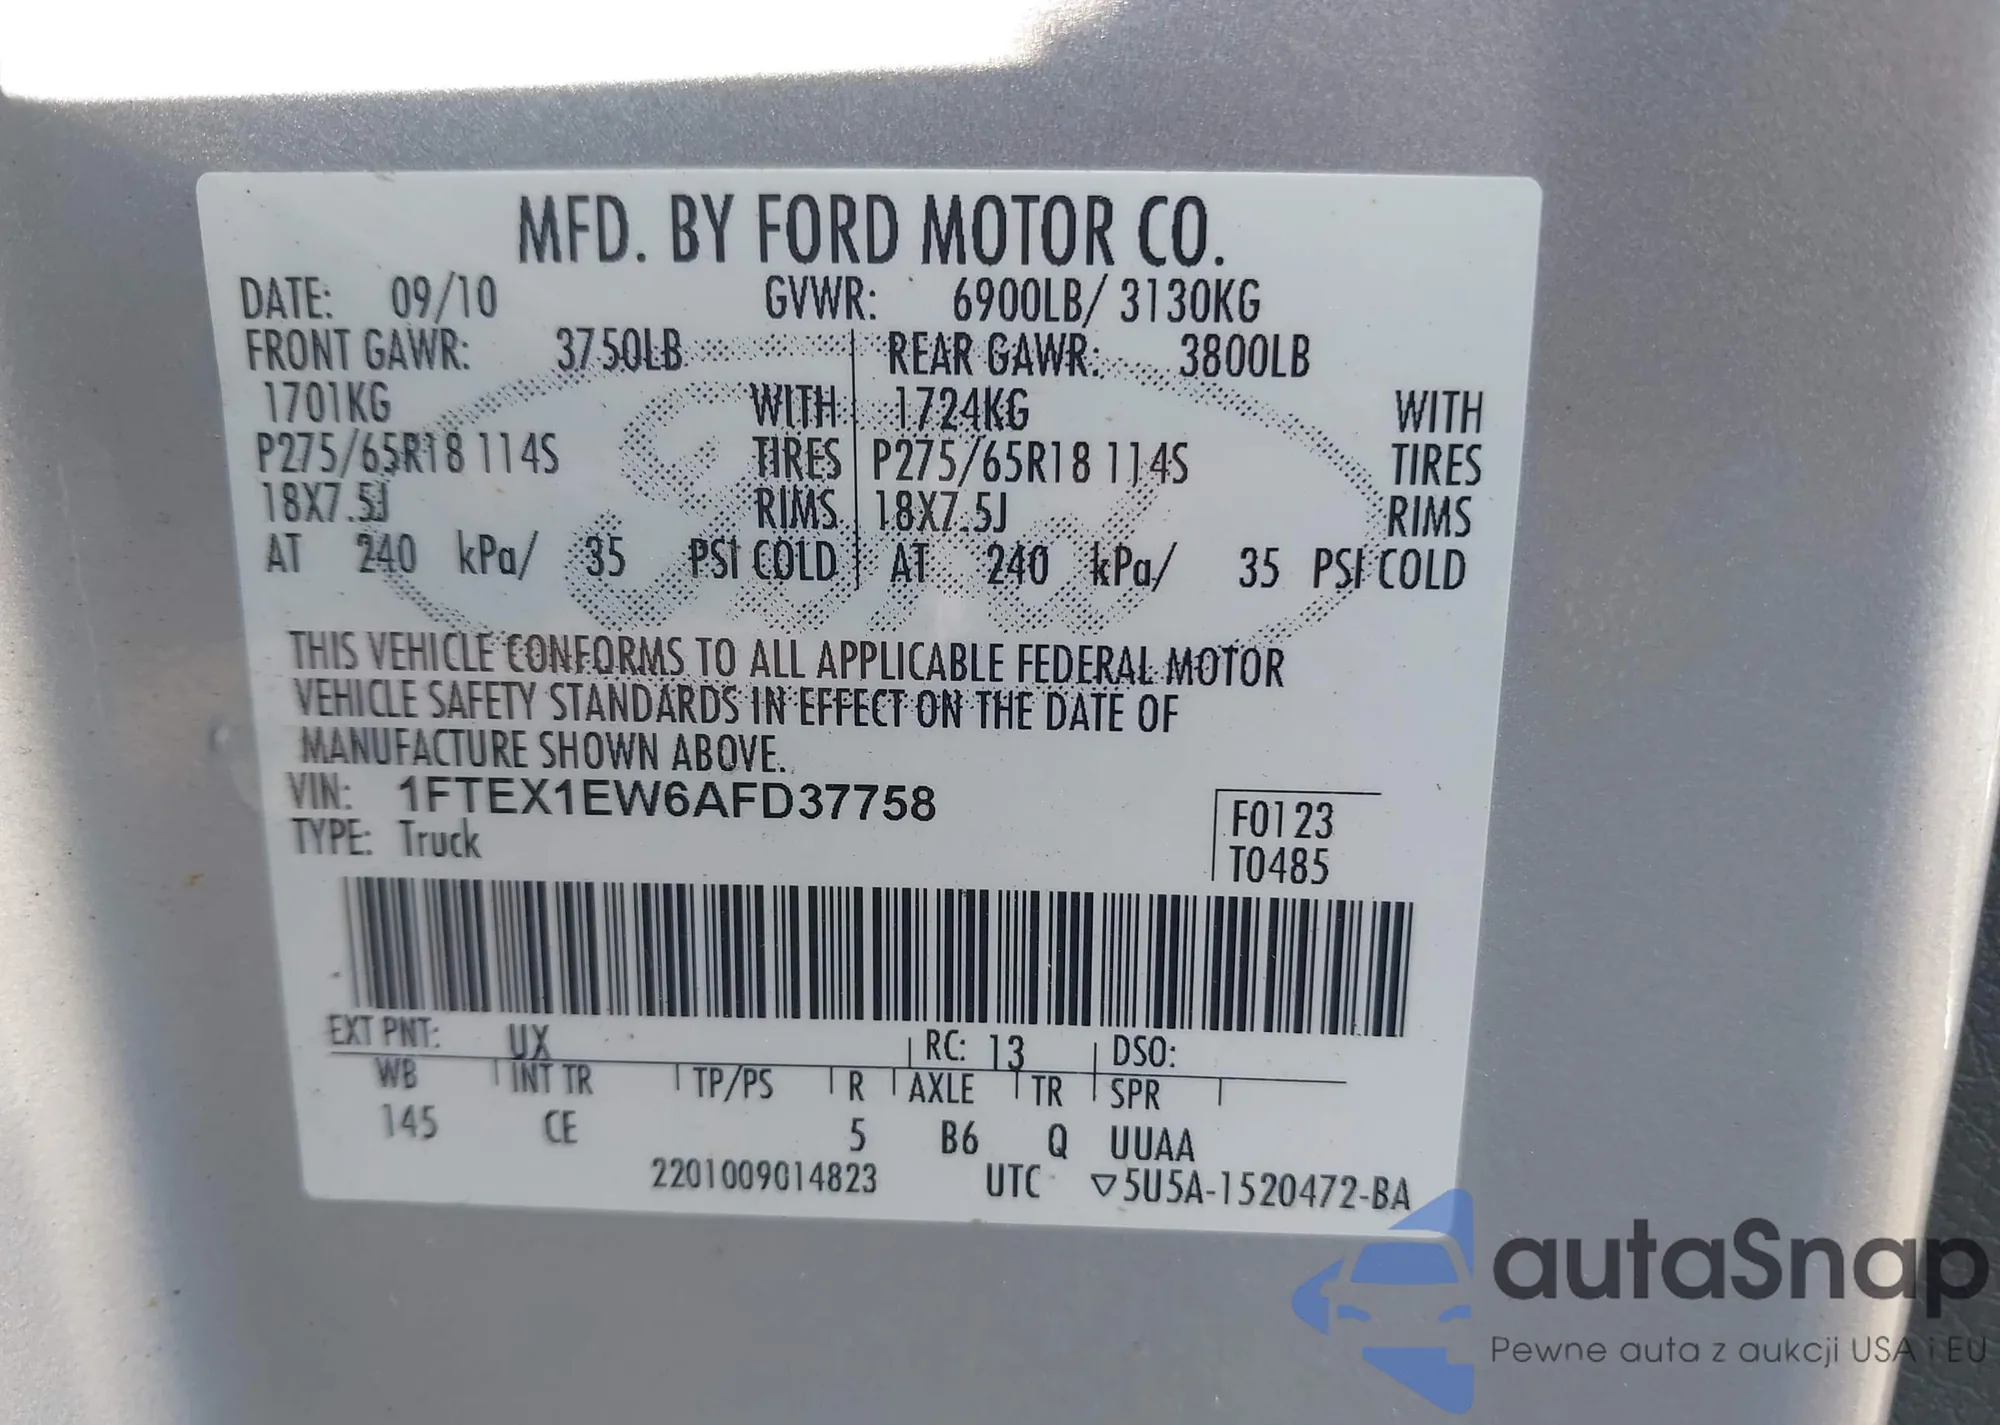 MFD. BY FORD MOTOR CO.
DATE: 09/10 GVWR: 6900LB/ 3130KG
FRONT GAWR: 3750LB REAR GAWR: 3800LB
1701KG WITH 1724KG WITH
P275/65R18 114S TIRES P275/65R18 114S TIRES
18X7.5J RIMS 18X7.5J RIMS
AT 240 kPa/ 35 PSI COLD AT 240 kPa/ 35 PSI COLD
Ford
THIS VEHICLE CONFORMS TO ALL APPLICABLE FEDERAL MOTOR
VEHICLE SAFETY STANDARDS IN EFFECT ON THE DATE OF
MANUFACTURE SHOWN ABOVE.
VIN: 1FTEX1EW6AFD37758
TYPE: Truck
F0123
T0485
EXT PNT: UX RC: 13 DSO:
WB INT TR TP/PS R AXLE TR SPR
145 CE 5 B6 Q UUAA
2201009014823 UTC ▽5U5A-1520472-BA
autaSnap
Pewne auta z aukcji USA i EU